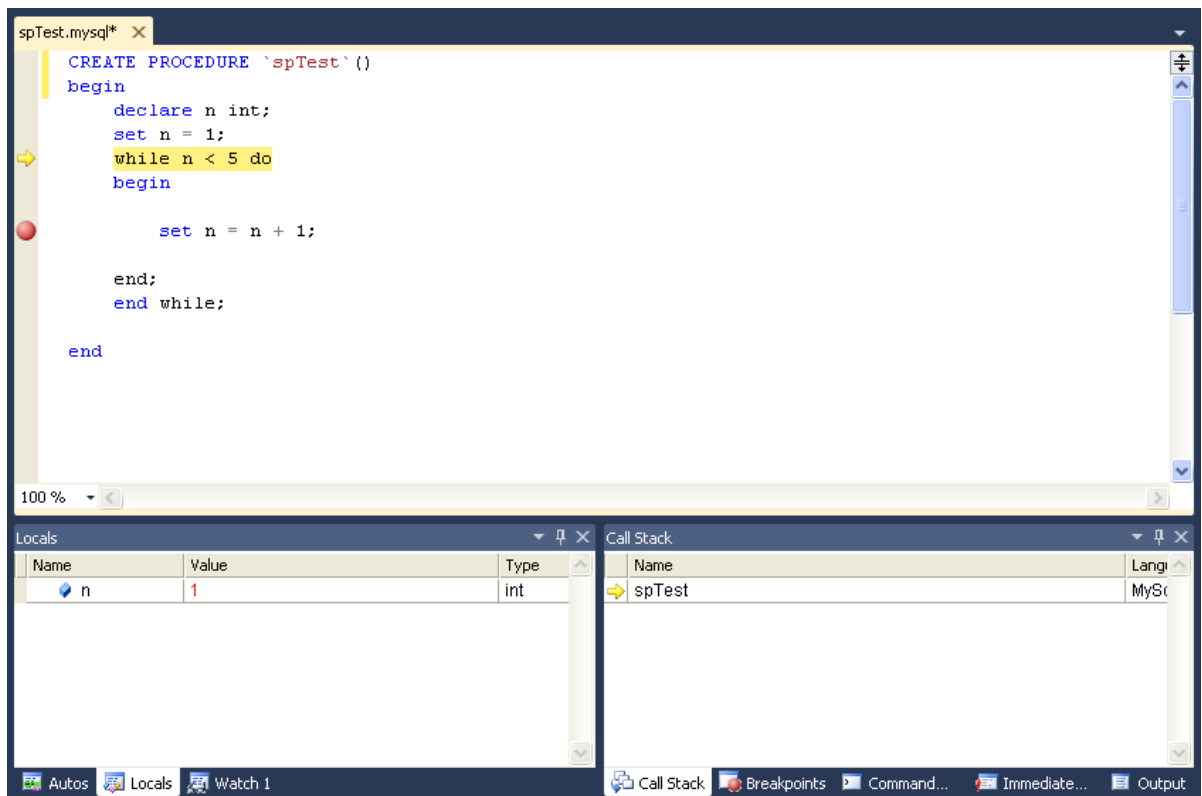 spTest.mysql*
CREATE PROCEDURE `spTest`()
begin
declare n int;
set n = 1;
while n < 5 do
begin
set n = n + 1;
end;
end while;
end
100 %
Locals
Name Value Type
n 1 int
Autos Locals Watch 1
Call Stack
Name Langu
spTest MySq
Call Stack Breakpoints Command... Immediate... Output